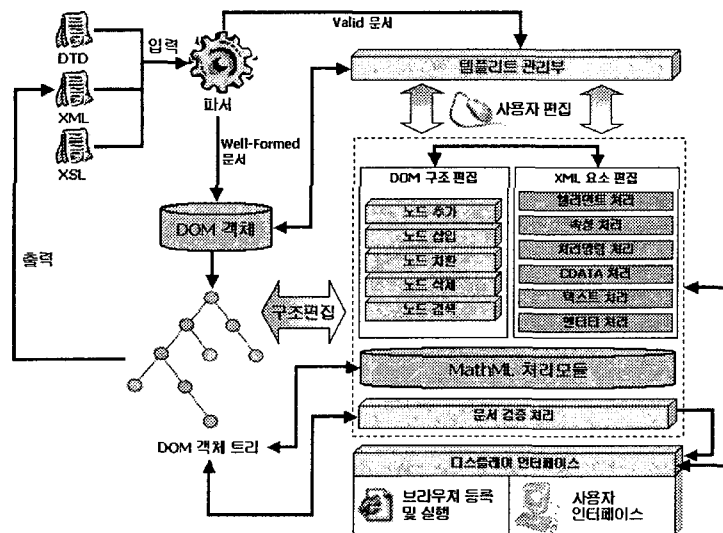 DTD
XML
XSL
입력
파서
Valid 문서
템플리트 관리부
사용자 편집
Well-Formed
문서
DOM 객체
출력
구조편집
DOM 구조 편집
노드 추가
노드 삽입
노드 치환
노드 삭제
노드 검색
XML 요소 편집
엘리먼트 처리
속성 처리
처리명령 처리
CDATA 처리
텍스트 처리
엔티티 처리
MathML 처리모듈
문서 검증 처리
DOM 객체 트리
디스플레이 인터페이스
브라우져 등록
및 실행
사용자
인터페이스